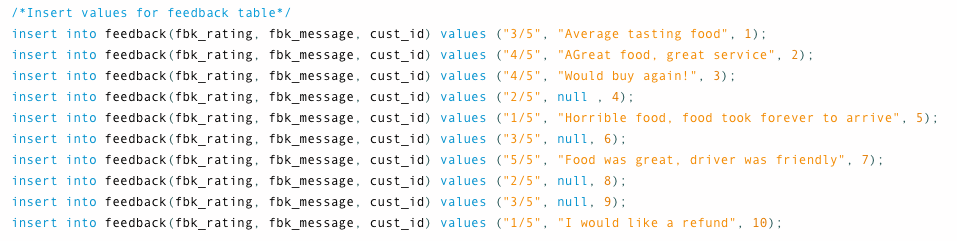 /*Insert values for feedback table*/
insert into feedback(fbk_rating, fbk_message, cust_id) values ("3/5", "Average tasting food", 1);
insert into feedback(fbk_rating, fbk_message, cust_id) values ("4/5", "AGreat food, great service", 2);
insert into feedback(fbk_rating, fbk_message, cust_id) values ("4/5", "Would buy again!", 3);
insert into feedback(fbk_rating, fbk_message, cust_id) values ("2/5", null , 4);
insert into feedback(fbk_rating, fbk_message, cust_id) values ("1/5", "Horrible food, food took forever to arrive", 5);
insert into feedback(fbk_rating, fbk_message, cust_id) values ("3/5", null, 6);
insert into feedback(fbk_rating, fbk_message, cust_id) values ("5/5", "Food was great, driver was friendly", 7);
insert into feedback(fbk_rating, fbk_message, cust_id) values ("2/5", null, 8);
insert into feedback(fbk_rating, fbk_message, cust_id) values ("3/5", null, 9);
insert into feedback(fbk_rating, fbk_message, cust_id) values ("1/5", "I would like a refund", 10);